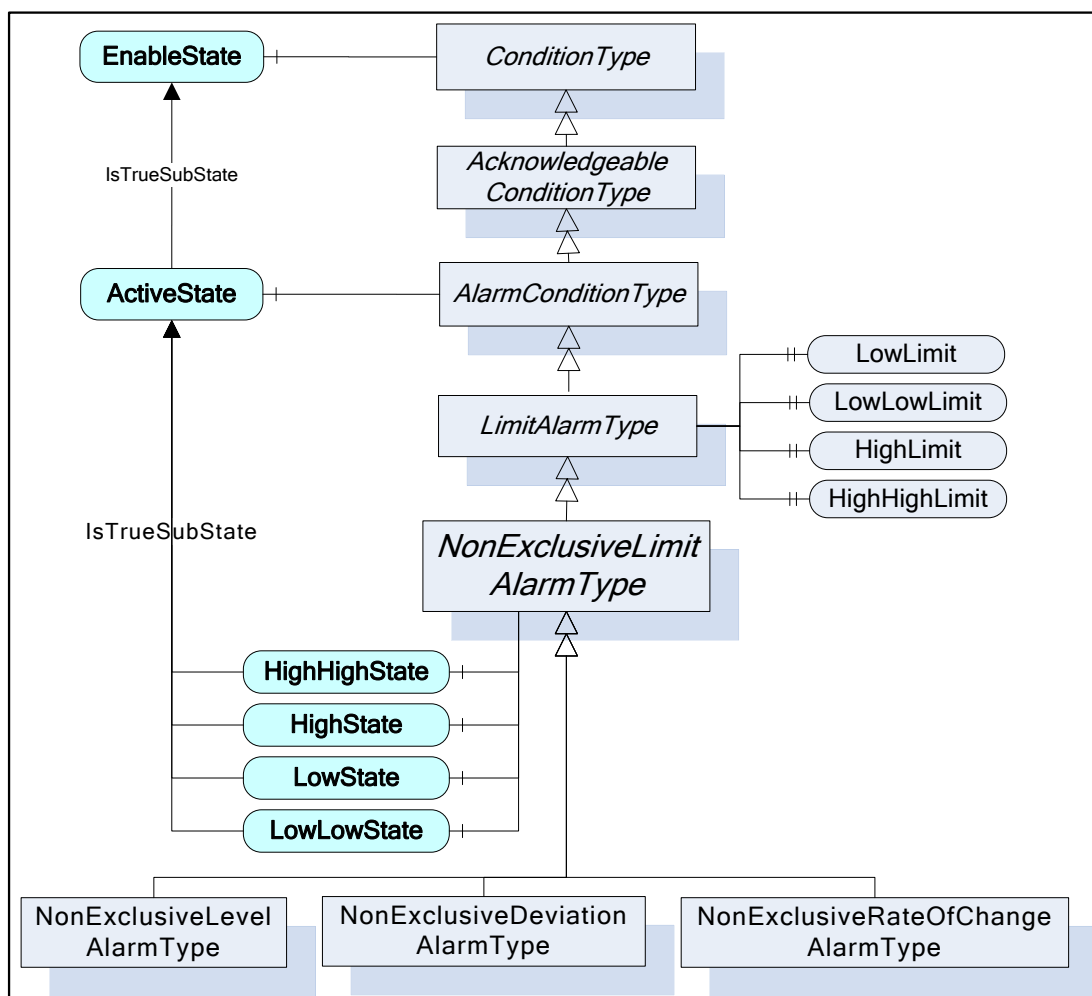 EnableState
ConditionType
IsTrueSubState
Acknowledgeable
ConditionType
ActiveState
AlarmConditionType
LowLimit
LowLowLimit
LimitAlarmType
HighLimit
HighHighLimit
IsTrueSubState
NonExclusiveLimit
AlarmType
HighHighState
HighState
LowState
LowLowState
NonExclusiveLevel
AlarmType
NonExclusiveDeviation
AlarmType
NonExclusiveRateOfChange
AlarmType